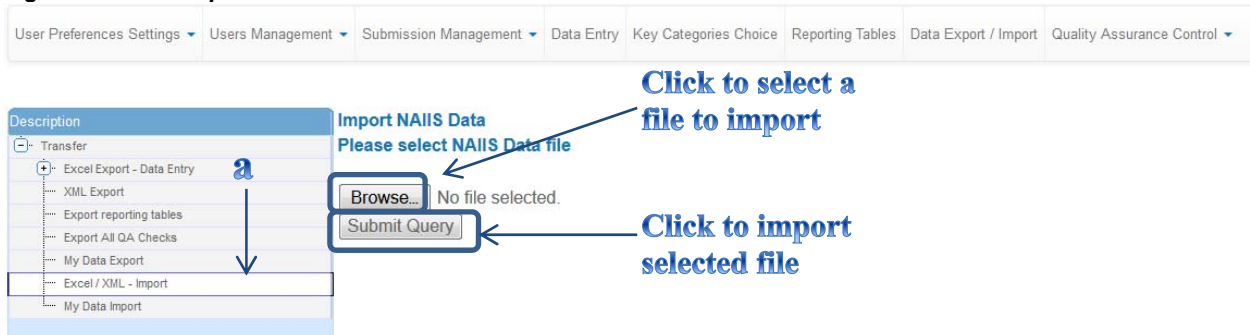 User Preferences Settings Users Management Submission Management Data Entry Key Categories Choice Reporting Tables Data Export / Import Quality Assurance Control
Click to select a
file to import
Description
Import NAIIS Data
Transfer
Please select NAIIS Data file
Excel Export - Data Entry
a
XML Export
Browse... No file selected.
Export reporting tables
Submit Query
Export All QA Checks
Click to import
selected file
My Data Export
Excel / XML - Import
My Data Import